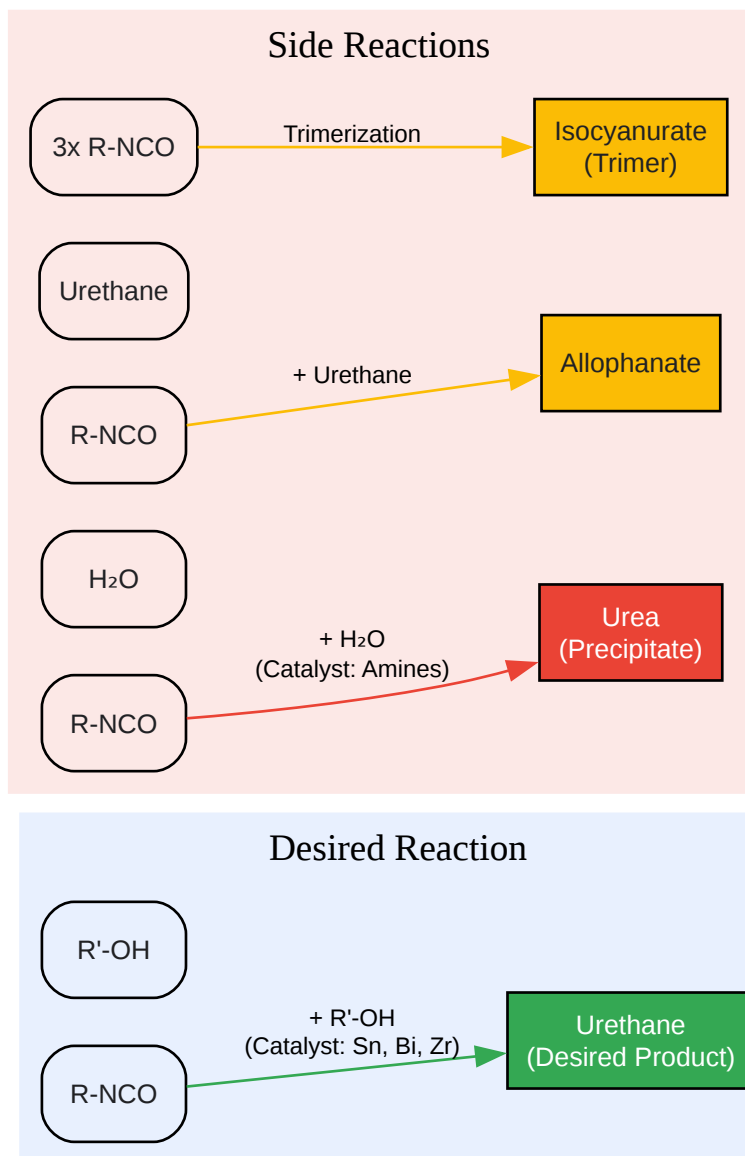 Side Reactions
3x R-NCO
Trimerization
Isocyanurate
(Trimer)
Urethane
R-NCO
+ Urethane
Allophanate
H₂O
R-NCO
+ H₂O
(Catalyst: Amines)
Urea
(Precipitate)
Desired Reaction
R'-OH
R-NCO
+ R'-OH
(Catalyst: Sn, Bi, Zr)
Urethane
(Desired Product)